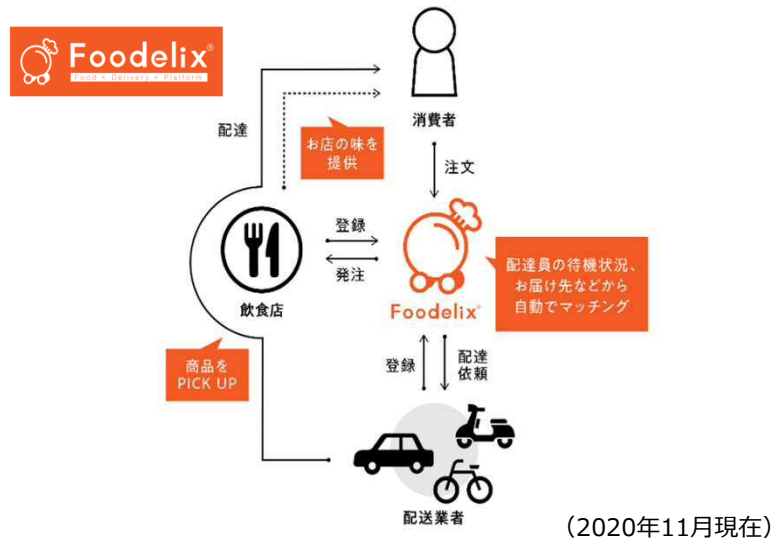 Foodelix®
Food × Delivery × Platform
消費者
配達
お店の味を
提供
注文
登録
発注
飲食店
Foodelix®
配達員の待機状況、
お届け先などから
自動でマッチング
商品を
PICK UP
登録
配達
依頼
配送業者
（2020年11月現在）